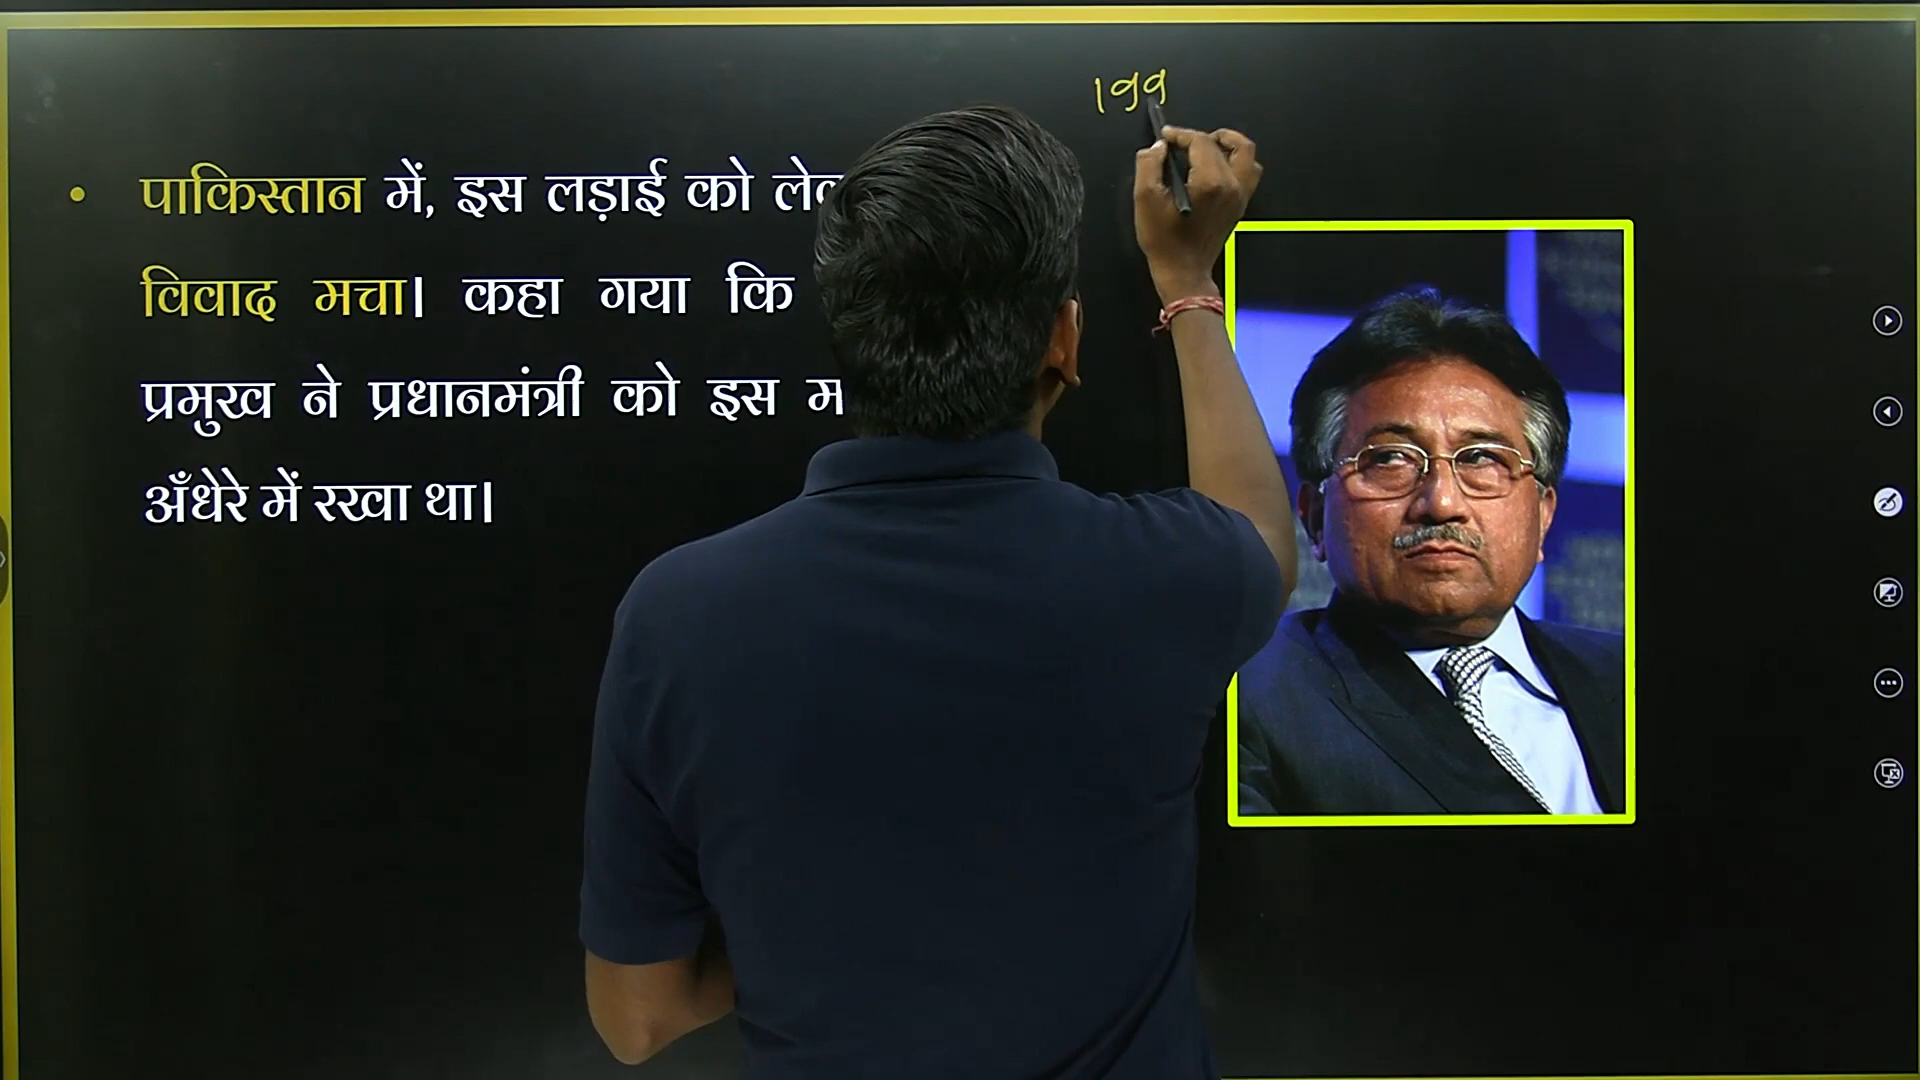 199
पाकिस्तान में, इस लड़ाई को
विवाद मचा। कहा गया कि
प्रमुख ने प्रधानमंत्री को इस
अँधेरे में रखा था।